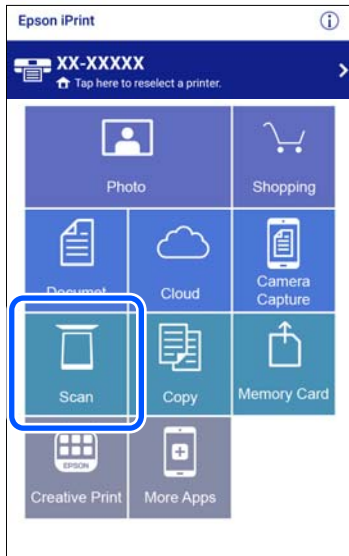 Epson iPrint
XX-XXXXX
Tap here to reselect a printer.
Photo
Shopping
Documet
Cloud
Camera
Capture
Scan
Copy
Memory Card
EPSON
Creative Print
More Apps